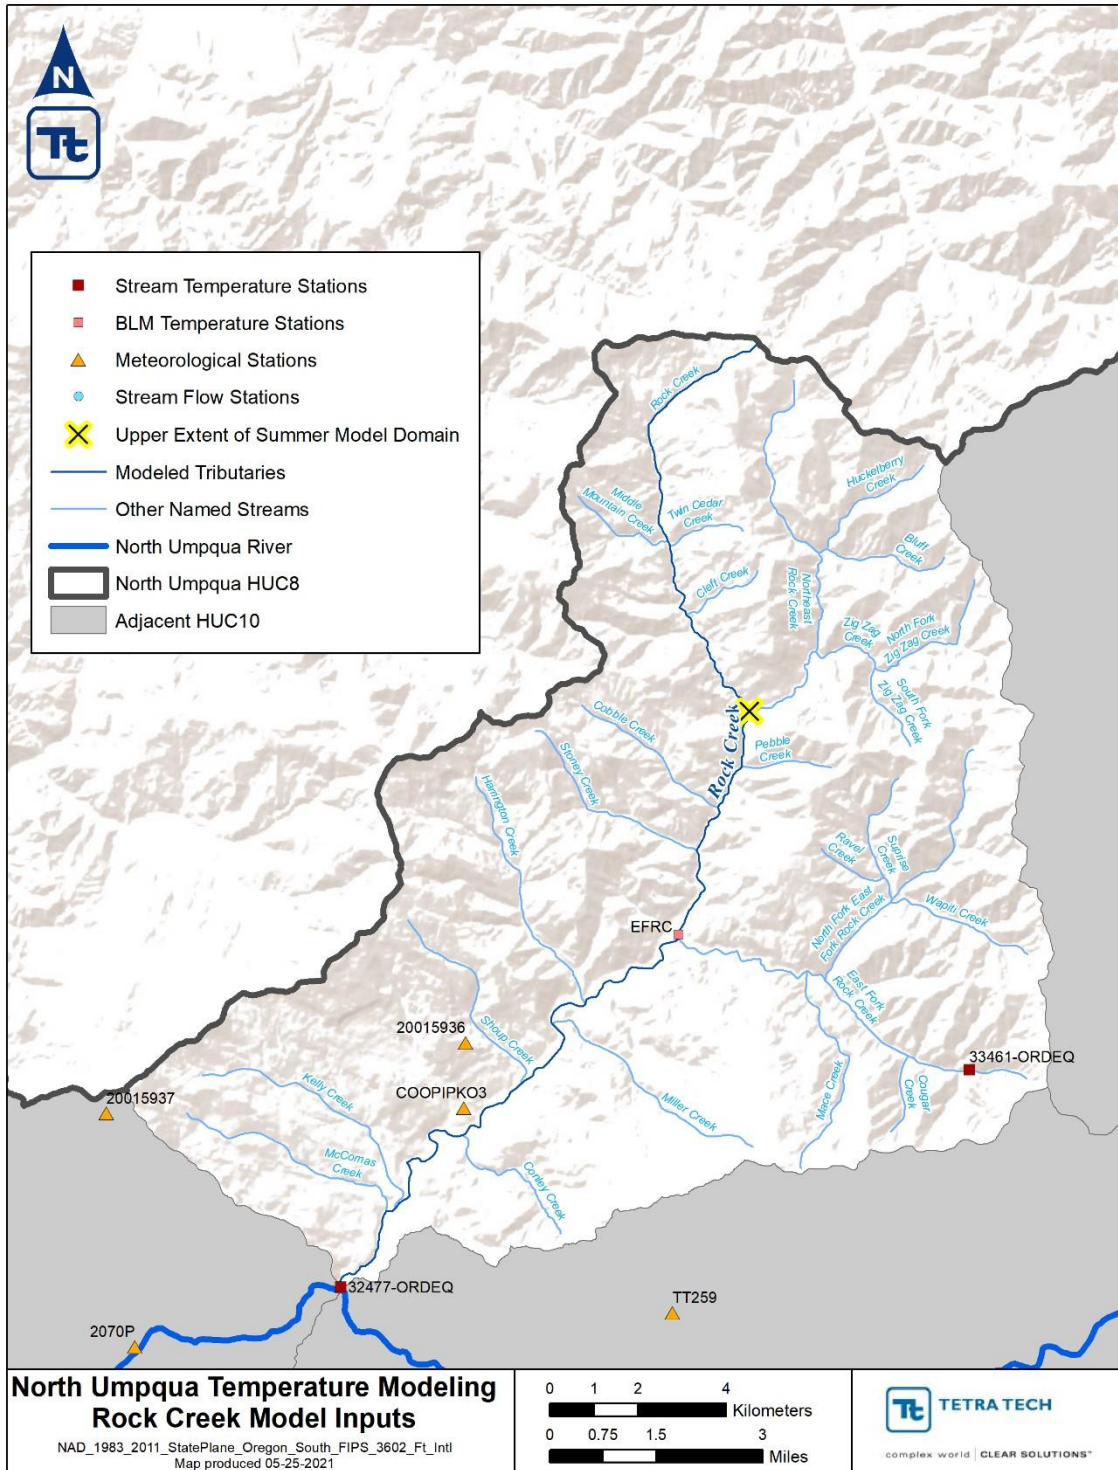 N
Tt
Stream Temperature Stations
BLM Temperature Stations
Meteorological Stations
Stream Flow Stations
Upper Extent of Summer Model Domain
Modeled Tributaries
Other Named Streams
North Umpqua River
North Umpqua HUC8
Adjacent HUC10
Rock Creek
Huckelberry
Creek
Middle
Mountain Creek
Twin Cedar
Creek
Bluff
Creek
Cleft Creek
Northeast
Rock Creek
Zig Zag
Creek
North Fork
Zig Zag Creek
South Fork
Zig Zag Creek
Cobble Creek
Rock Creek
Pebble
Creek
Stoney Creek
Harrington Creek
Ravel
Creek
Suprise
Creek
Wapiti Creek
North Fork East
Fork Rock Creek
EFRC
East Fork
Rock Creek
20015936
Shoup Creek
33461-ORDEQ
Kelly Creek
COOPIPKO3
20015937
Miller Creek
Mace Creek
Cougar
Creek
McComas
Creek
Conley Creek
32477-ORDEQ
TT259
2070P
North Umpqua Temperature Modeling
Rock Creek Model Inputs
NAD_1983_2011_StatePlane_Oregon_South_FIPS_3602_Ft_Intl
Map produced 05-25-2021
0 1 2 4
Kilometers
0 0.75 1.5 3
Miles
Tt TETRA TECH
complex world | CLEAR SOLUTIONS™